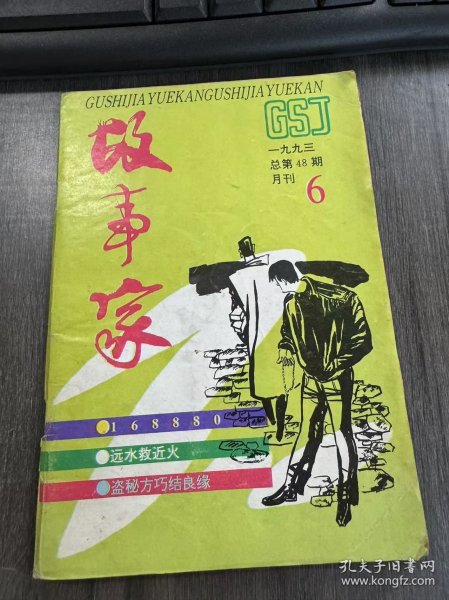 GUSHIJIAYUEKANGUSHIJIAYUEKAN
GSJ
故事家
一九九三
总第48期
月刊 6
168880
远水救近火
盗秘方巧结良缘
孔夫子旧书网
www.kongfz.com